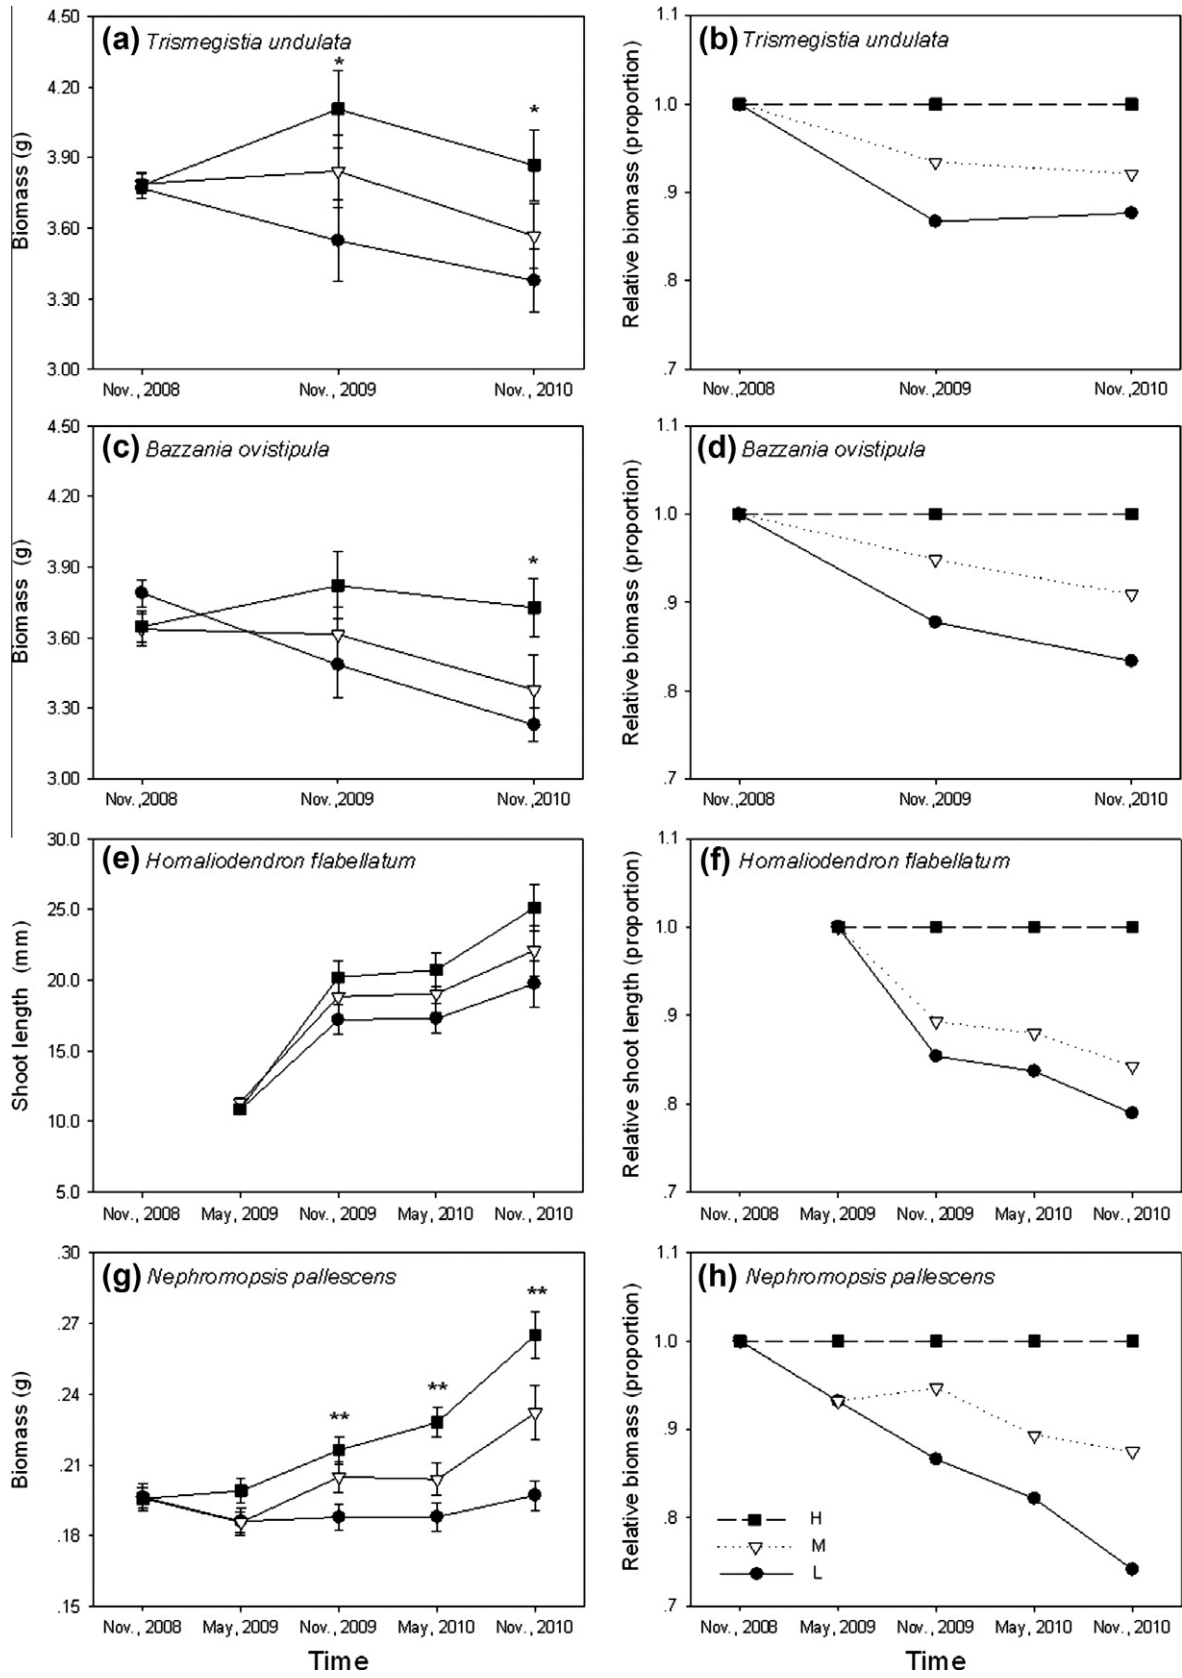 (a) Trismegistia undulata
Biomass (g)
4.50
4.20
3.90
3.60
3.30
3.00
*
*
Nov., 2008
Nov., 2009
Nov., 2010
(b) Trismegistia undulata
Relative biomass (proportion)
1.1
1.0
.9
.8
.7
Nov.,2008
Nov.,2009
Nov.,2010
(c) Bazzania ovistipula
Biomass (g)
4.50
4.20
3.90
3.60
3.30
3.00
*
Nov.,2008
Nov.,2009
Nov.,2010
(d) Bazzania ovistipula
Relative biomass (proportion)
1.1
1.0
.9
.8
.7
Nov.,2008
Nov.,2009
Nov.,2010
(e) Homaliodendron flabellatum
Shoot length (mm)
30.0
25.0
20.0
15.0
10.0
5.0
Nov., 2008
May, 2009
Nov., 2009
May, 2010
Nov., 2010
(f) Homaliodendron flabellatum
Relative shoot length (proportion)
1.1
1.0
.9
.8
.7
Nov., 2008
May, 2009
Nov., 2009
May, 2010
Nov., 2010
(g) Nephromopsis pallescens
Biomass (g)
.30
.27
.24
.21
.18
.15
**
**
**
Nov., 2008
May, 2009
Nov., 2009
May, 2010
Nov., 2010
Time
(h) Nephromopsis pallescens
Relative biomass (proportion)
1.1
1.0
.9
.8
.7
H
M
L
Nov., 2008
May, 2009
Nov., 2009
May, 2010
Nov., 2010
Time